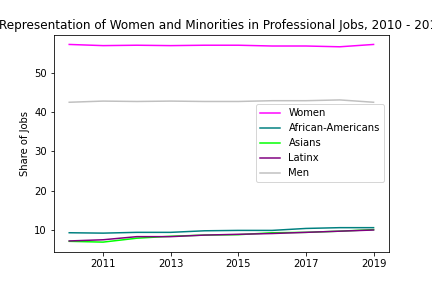 Representation of Women and Minorities in Professional Jobs, 2010 - 201
Share of Jobs
50
40
30
20
10
Women
African-Americans
Asians
Latinx
Men
2011 2013 2015 2017 2019